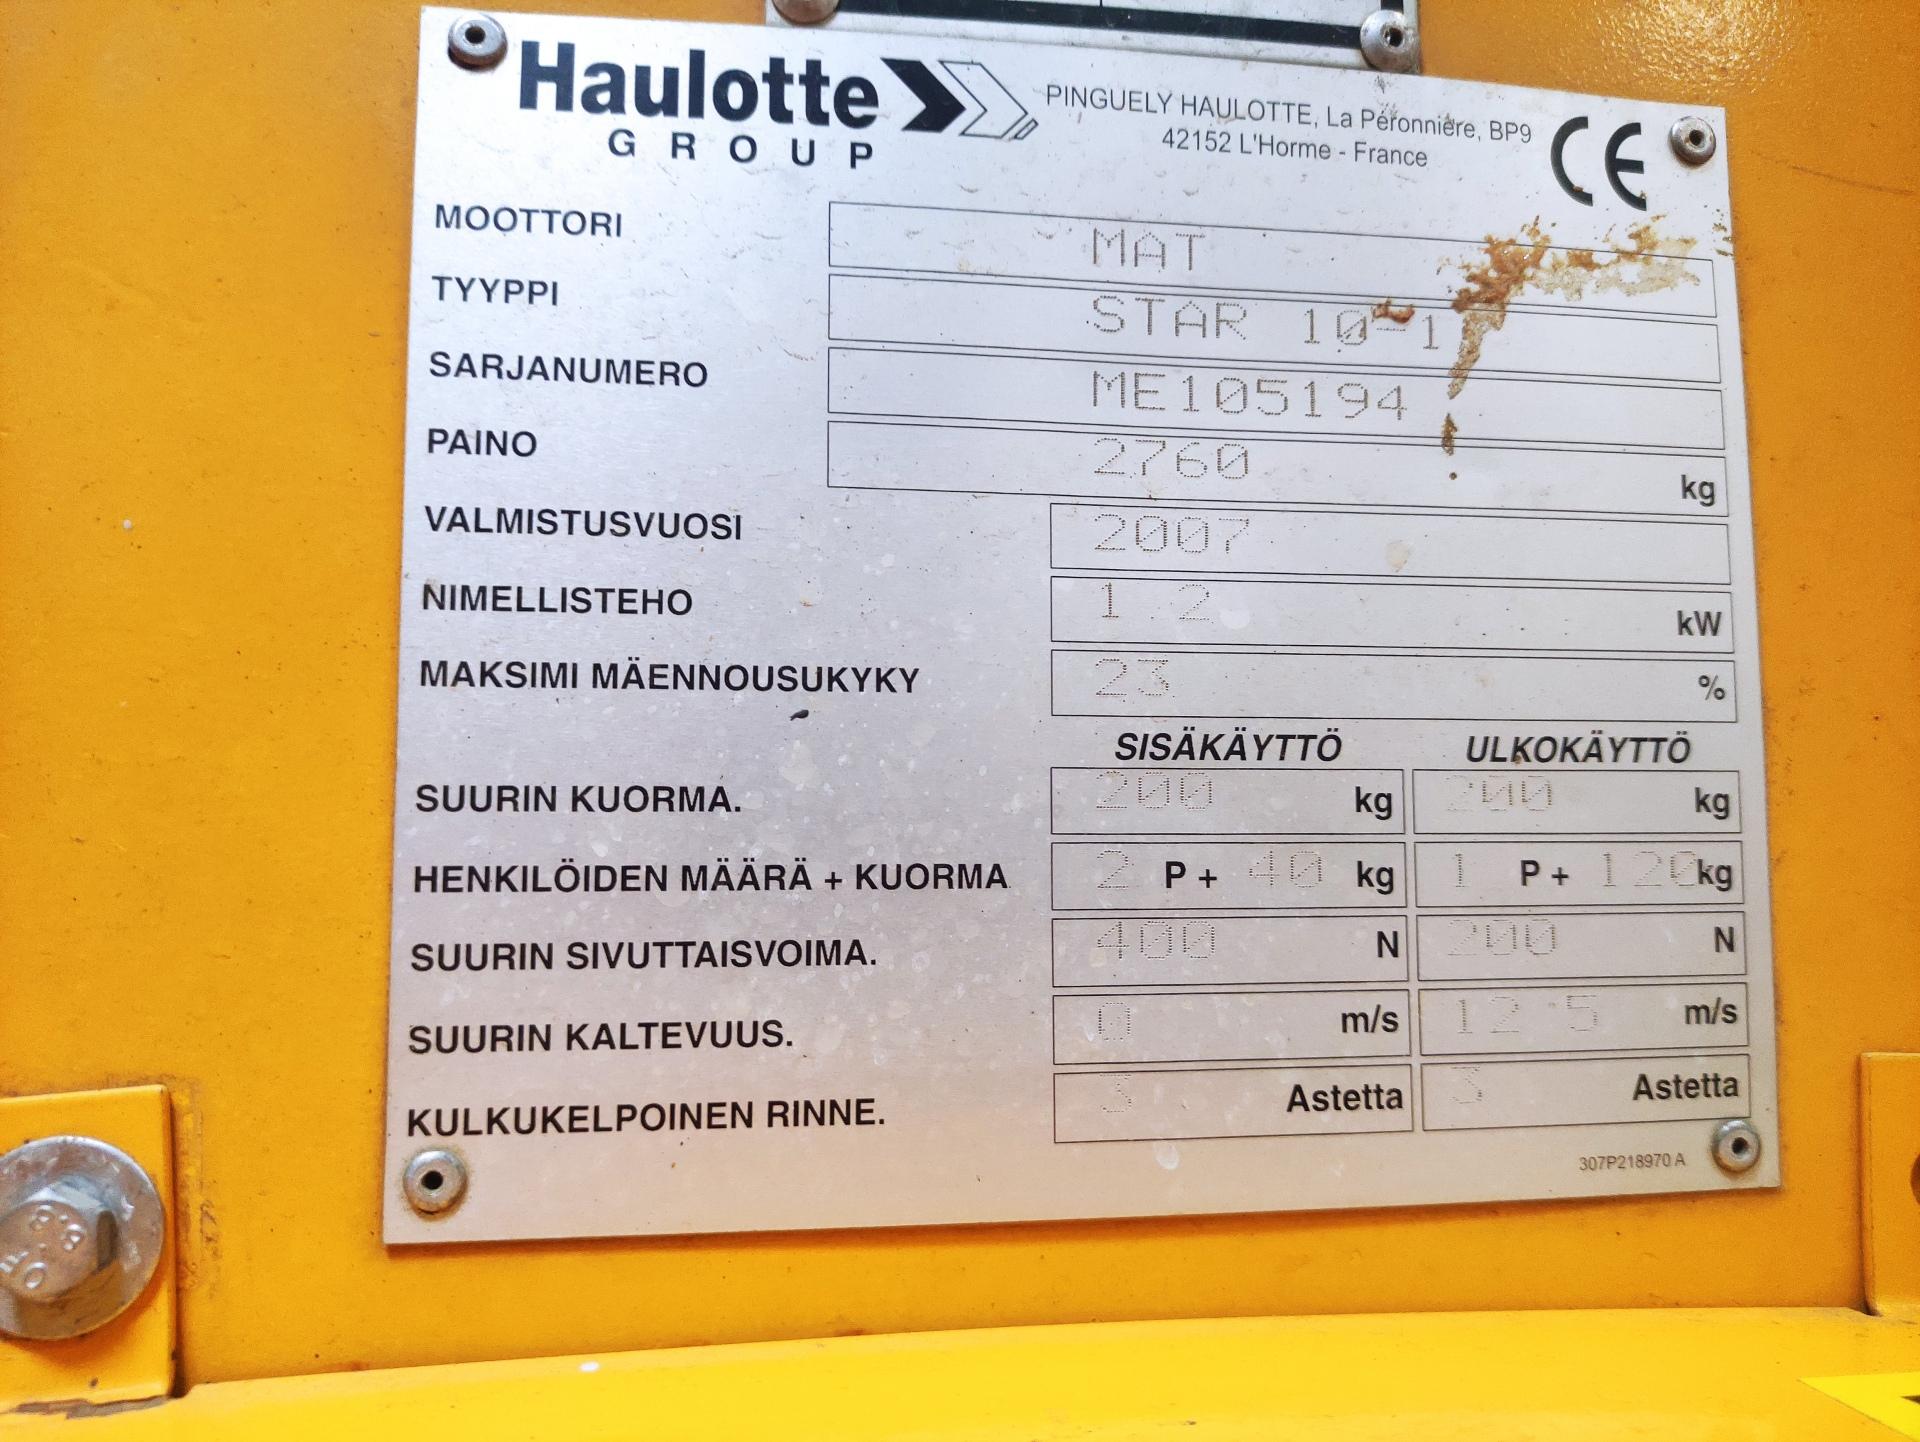 Haulotte
GROUP
PINGUELY HAULOTTE, La Péronnière, BP9
42152 L'Horme - France
CE
MOOTTORI MAT
TYYPPI STAR 10-1
SARJANUMERO ME105194
PAINO 2760 kg
VALMISTUSVUOSI 2007
NIMELLISTEHO 1.2 kW
MAKSIMI MÄENNOUSUKYKY 23 %
SISÄKÄYTTÖ ULKOKÄYTTÖ
SUURIN KUORMA. 200 kg 200 kg
HENKILÖIDEN MÄÄRÄ + KUORMA 2 P + 40 kg 1 P + 120 kg
SUURIN SIVUTTAISVOIMA. 400 N 200 N
SUURIN KALTEVUUS. 0 m/s 12.5 m/s
KULKUKELPOINEN RINNE. 3 Astetta 3 Astetta
307P218970 A
8.8